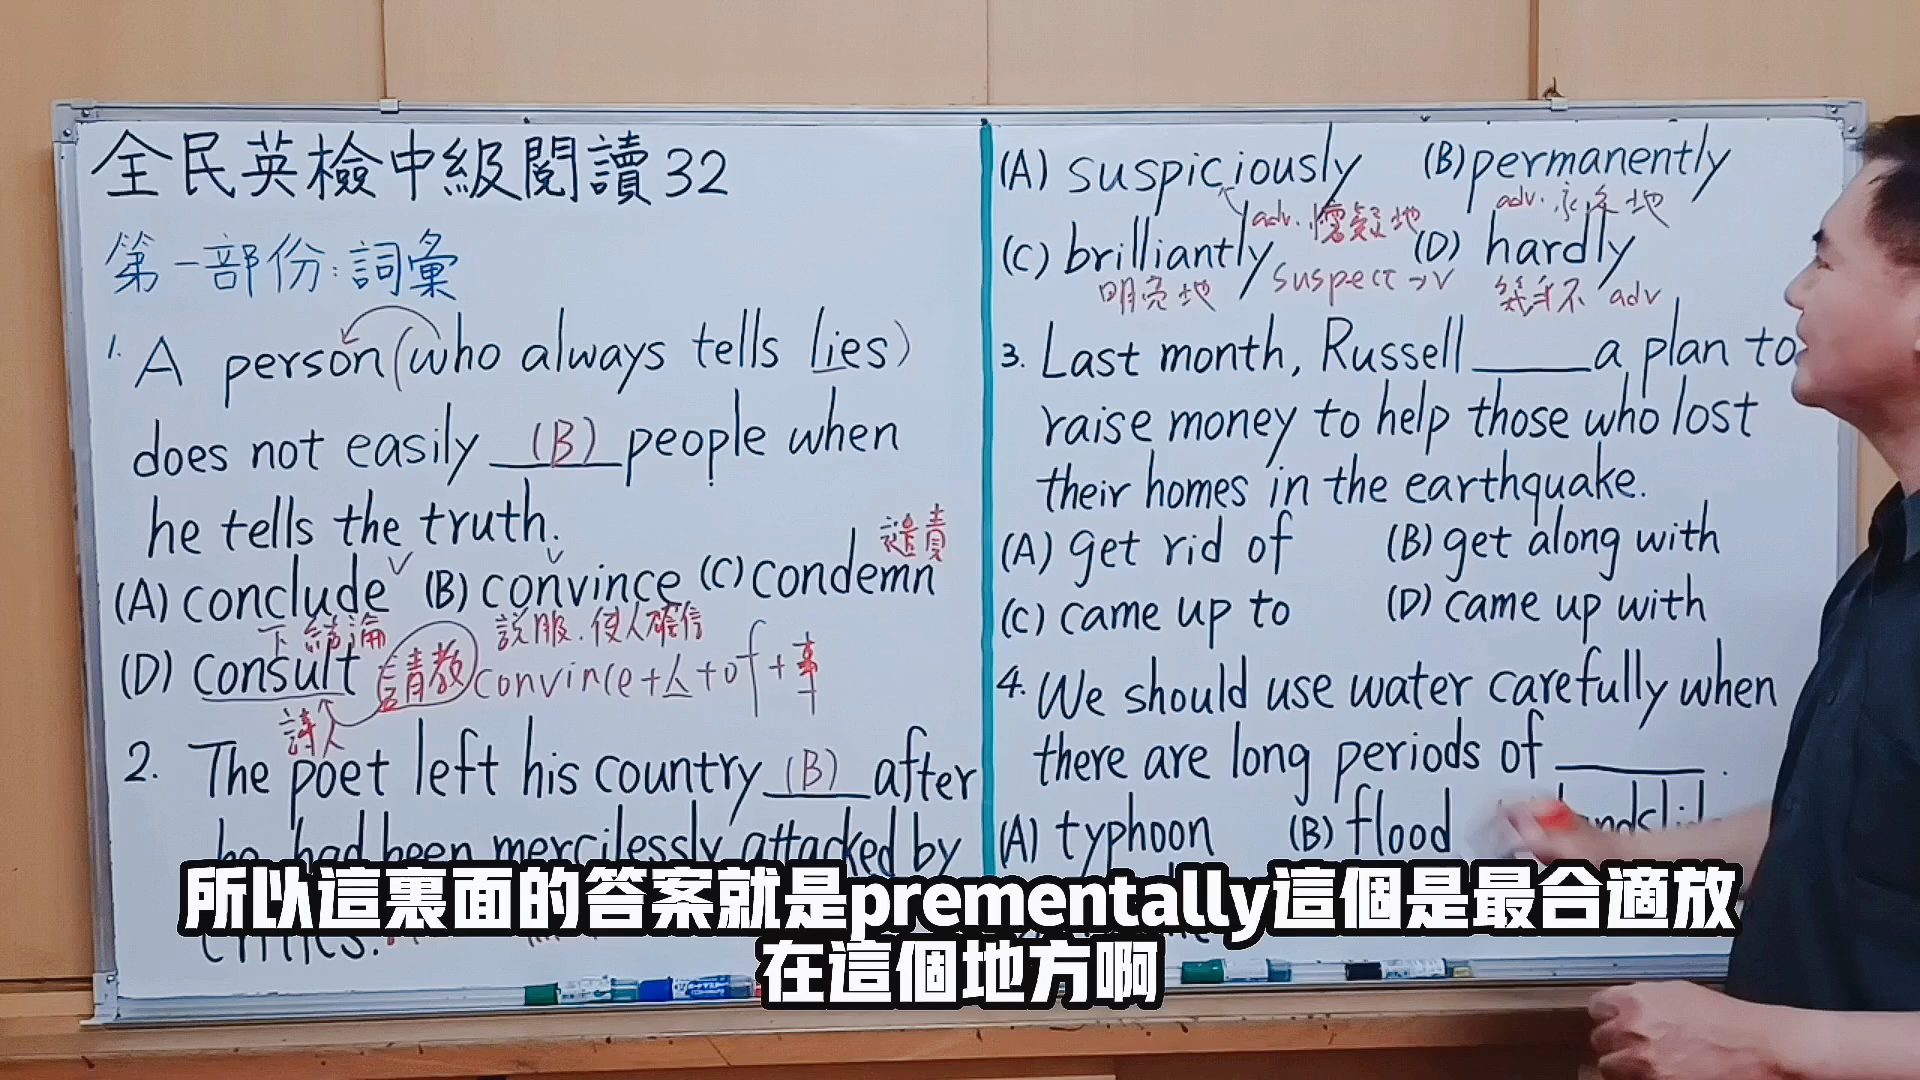 全民英檢中級閱讀32
第一部份:詞彙
1. A person (who always tells lies)
does not easily (B) people when
he tells the truth.
譴責
(A) conclude (B) convince (C) condemn
下結論 說服.使人確信
(D) consult 請教 convince+人+of+事
詩人
2. The poet left his country (B) after
he had been mercilessly attacked by
critics.
(A) suspiciously (B) permanently
adv. 懷疑地 adv. 永久地
(C) brilliantly (D) hardly
明亮地 suspect→v 幾乎不 adv
3. Last month, Russell ____ a plan to
raise money to help those who lost
their homes in the earthquake.
(A) get rid of (B) get along with
(C) came up to (D) came up with
4. We should use water carefully when
there are long periods of ____.
(A) typhoon (B) flood
所以這裏面的答案就是prementally這個是最合適放
在這個地方啊